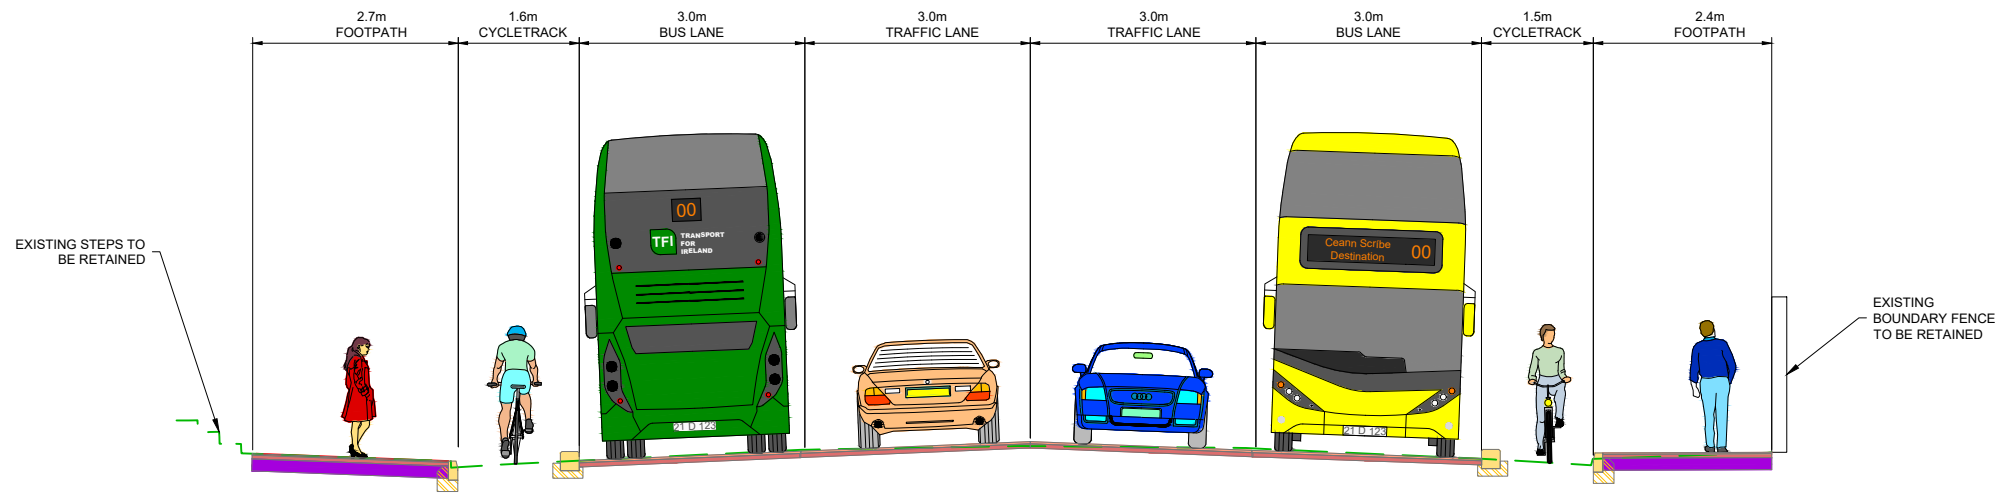 2.7m
FOOTPATH
1.6m
CYCLETRACK
3.0m
BUS LANE
3.0m
TRAFFIC LANE
3.0m
TRAFFIC LANE
3.0m
BUS LANE
1.5m
CYCLETRACK
2.4m
FOOTPATH
EXISTING STEPS TO
BE RETAINED
00
TFI
TRANSPORT
FOR
IRELAND
21 D 123
Ceann Scríbe
Destination
00
21 D 123
EXISTING
BOUNDARY FENCE
TO BE RETAINED